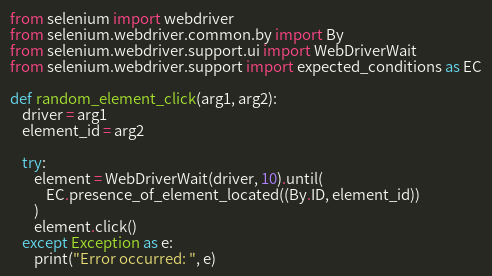 from selenium import webdriver
from selenium.webdriver.common.by import By
from selenium.webdriver.support.ui import WebDriverWait
from selenium.webdriver.support import expected_conditions as EC

def random_element_click(arg1, arg2):
    driver = arg1
    element_id = arg2

    try:
        element = WebDriverWait(driver, 10).until(
            EC.presence_of_element_located((By.ID, element_id))
        )
        element.click()
    except Exception as e:
        print("Error occurred: ", e)